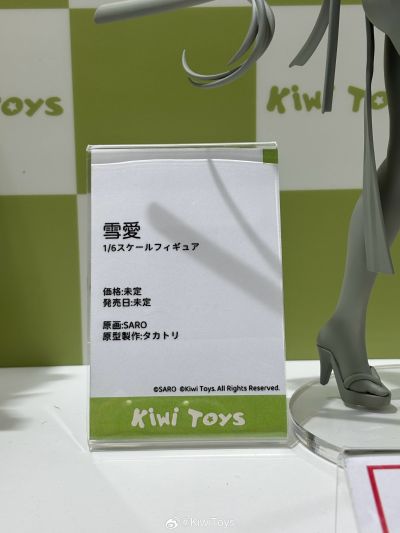 Kiwi Toys
Kiwi Toys
雪愛
1/6スケールフィギュア
価格:未定
発売日:未定
原画:SARO
原型製作:タカトリ
©SARO ©Kiwi Toys. All Rights Reserved.
Kiwi Toys
@KiwiToys